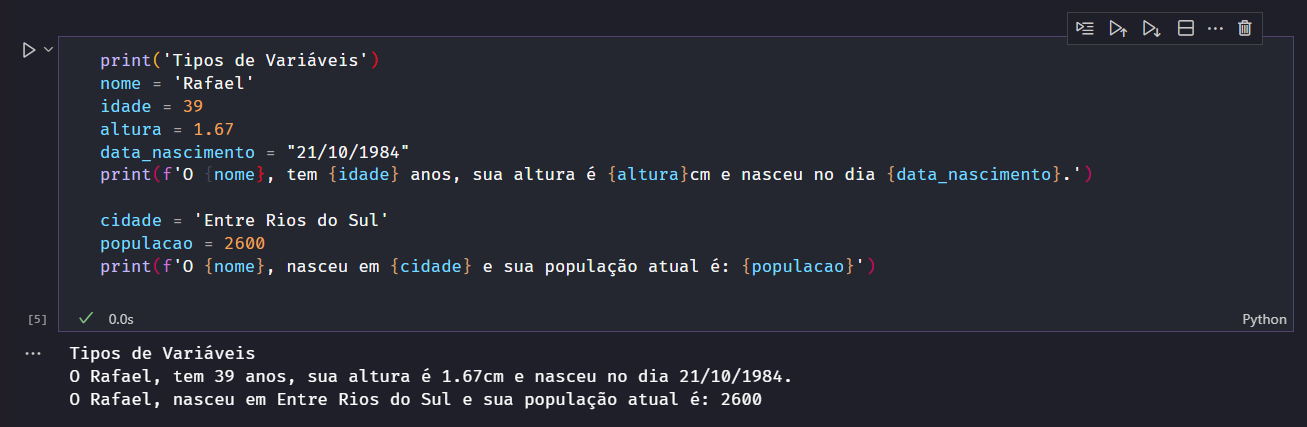 print('Tipos de Variáveis')
nome = 'Rafael'
idade = 39
altura = 1.67
data_nascimento = "21/10/1984"
print(f'O {nome}, tem {idade} anos, sua altura é {altura}cm e nasceu no dia {data_nascimento}.')
cidade = 'Entre Rios do Sul'
populacao = 2600
print(f'O {nome}, nasceu em {cidade} e sua população atual é: {populacao}')
[5] 0.0s Python
Tipos de Variáveis
O Rafael, tem 39 anos, sua altura é 1.67cm e nasceu no dia 21/10/1984.
O Rafael, nasceu em Entre Rios do Sul e sua população atual é: 2600